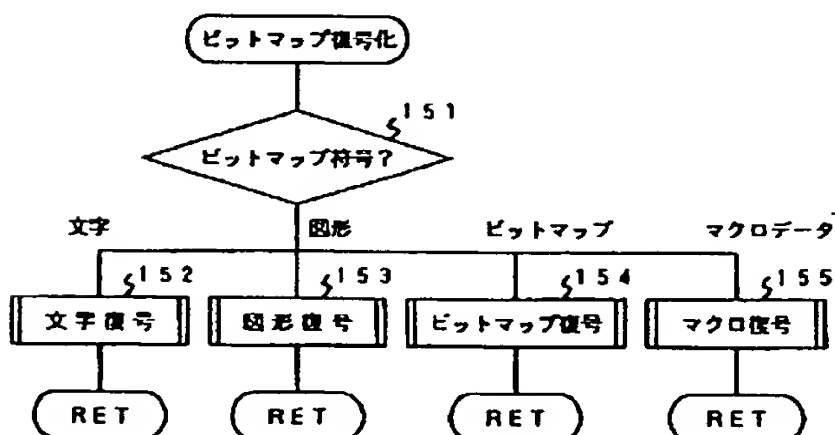 ビットマップ復号化
151
ビットマップ符号?
文字 図形 ビットマップ マクロデータ
152 153 154 155
文字復号 図形復号 ビットマップ復号 マクロ復号
RET RET RET RET